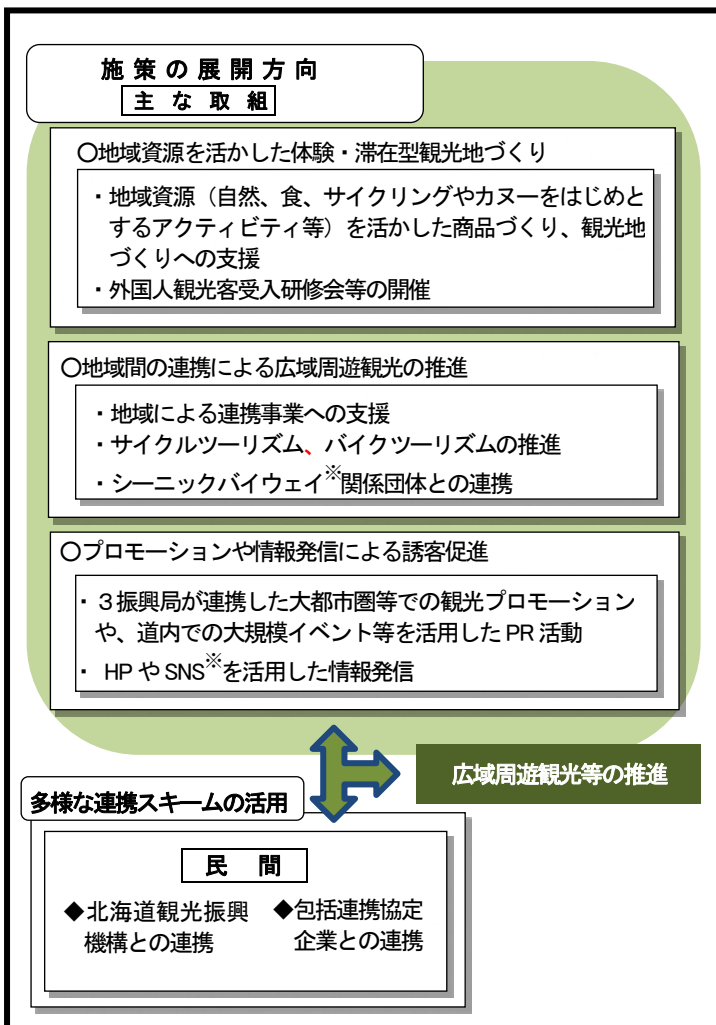 施策の展開方向
主な取組
〇地域資源を活かした体験・滞在型観光地づくり
・地域資源（自然、食、サイクリングやカヌーをはじめと
するアクティビティ等）を活かした商品づくり、観光地
づくりへの支援
・外国人観光客受入研修会等の開催
〇地域間の連携による広域周遊観光の推進
・地域による連携事業への支援
・サイクルツーリズム、バイクツーリズムの推進
・シーニックバイウェイ※関係団体との連携
〇プロモーションや情報発信による誘客促進
・３振興局が連携した大都市圏等での観光プロモーション
や、道内での大規模イベント等を活用した PR 活動
・ HP や SNS※を活用した情報発信
広域周遊観光等の推進
多様な連携スキームの活用
民 間
◆北海道観光振興
機構との連携
◆包括連携協定
企業との連携